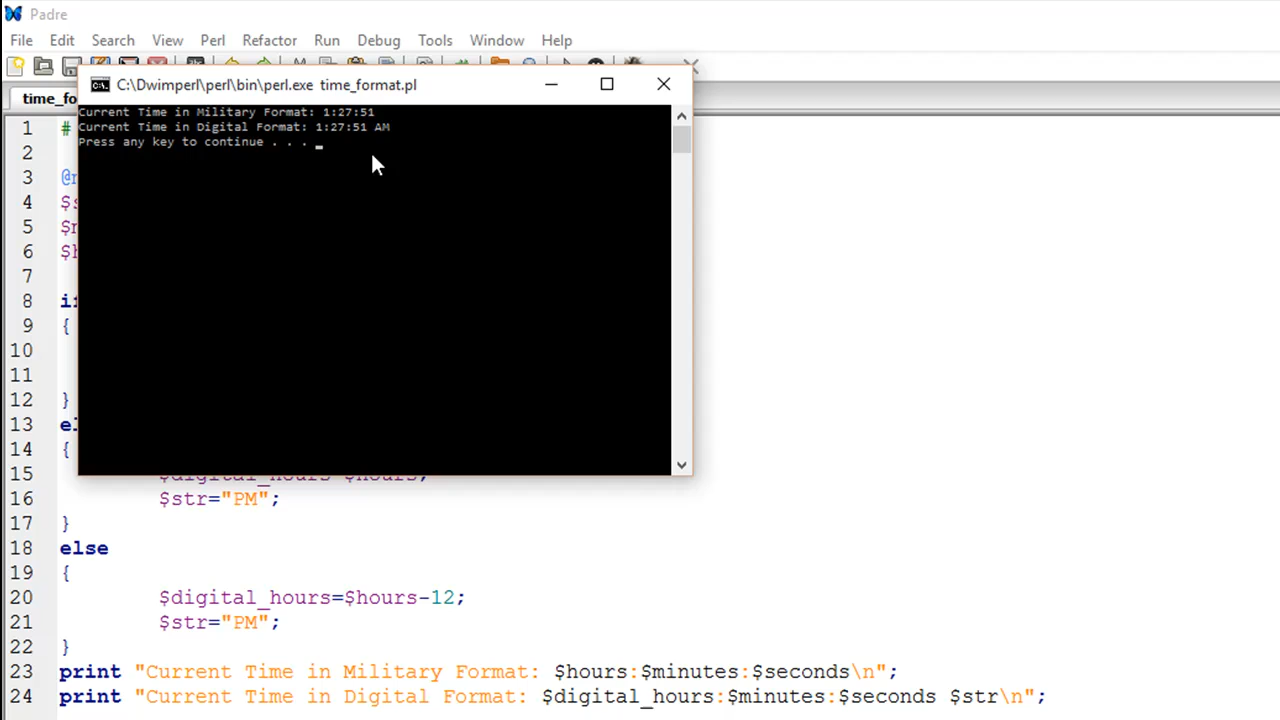 Padre
File Edit Search View Perl Refactor Run Debug Tools Window Help
C:\Dwimperl\perl\bin\perl.exe time_format.pl
time_fo
Current Time in Military Format: 1:27:51
Current Time in Digital Format: 1:27:51 AM
Press any key to continue . . .
1 #
2
3
4
5
6
7
8
9 {
10
11
12 }
13
14 {
15
16 $str="PM";
17 }
18 else
19 {
20 $digital_hours=$hours-12;
21 $str="PM";
22 }
23 print "Current Time in Military Format: $hours:$minutes:$seconds\n";
24 print "Current Time in Digital Format: $digital_hours:$minutes:$seconds $str\n";